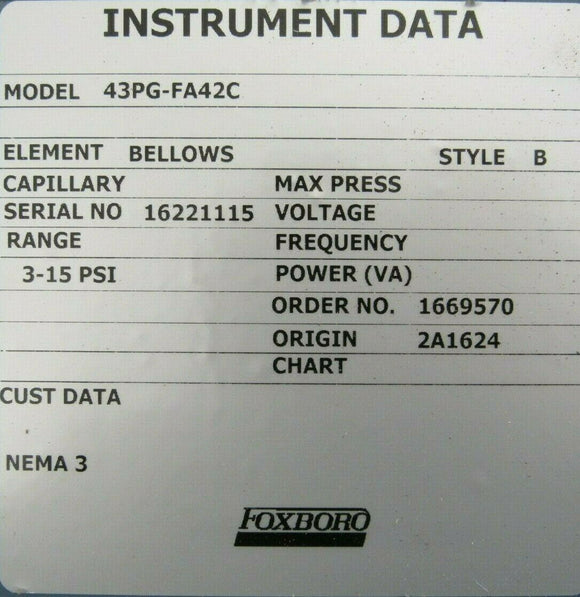 INSTRUMENT DATA
MODEL 43PG-FA42C
ELEMENT BELLOWS STYLE B
CAPILLARY MAX PRESS
SERIAL NO 16221115 VOLTAGE
RANGE FREQUENCY
3-15 PSI POWER (VA)
ORDER NO. 1669570
ORIGIN 2A1624
CHART
CUST DATA
NEMA 3
FOXBORO